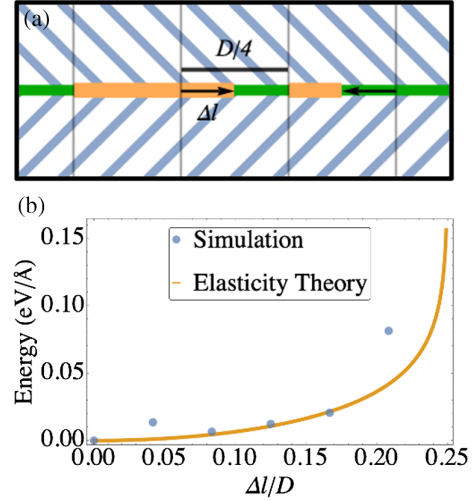 (a)
D/4
Δl
(b)
Energy (eV/Å)
0.15
0.10
0.05
0.00
Simulation
Elasticity Theory
0.00 0.05 0.10 0.15 0.20 0.25
Δl/D